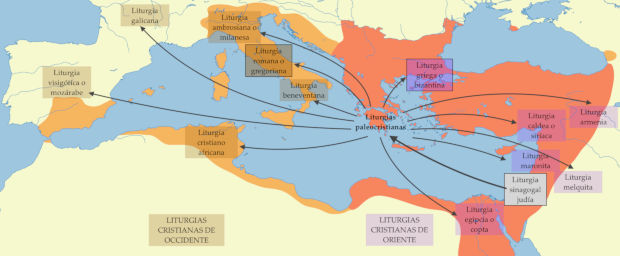 Liturgia
galicana
Liturgia
ambrosiana o
milanesa
Liturgia
romana o
gregoriana
Liturgia
griega o
bizantina
Liturgia
visigótica o
mozárabe
Liturgia
beneventana
Liturgias
paleocristianas
Liturgia
armenia
Liturgia
caldea o
siríaca
Liturgia
cristiano
africana
Liturgia
maronita
Liturgia
melquita
Liturgia
sinagogal
judía
Liturgia
egipcia o
copta
LITURGIAS
CRISTIANAS DE
OCCIDENTE
LITURGIAS
CRISTIANAS
DE ORIENTE